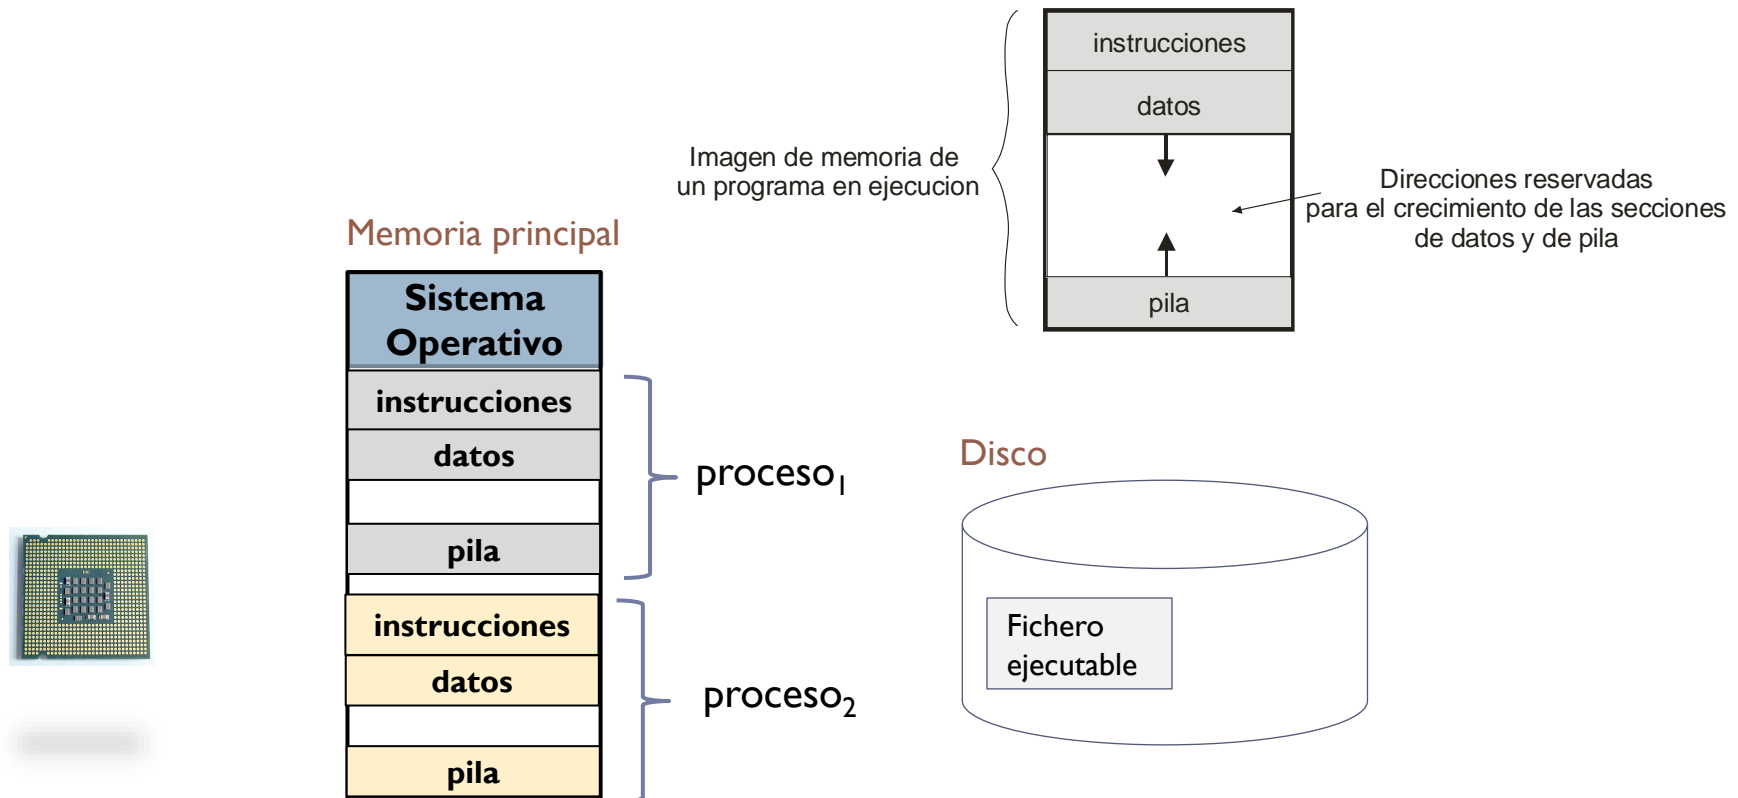 instrucciones
datos
Imagen de memoria de
un programa en ejecucion
Direcciones reservadas
para el crecimiento de las secciones
de datos y de pila
pila
Memoria principal
Sistema
Operativo
instrucciones
datos
pila
proceso1
instrucciones
datos
pila
proceso2
Disco
Fichero
ejecutable